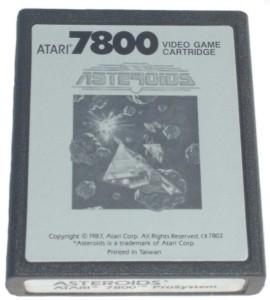 ATARI® 7800 VIDEO GAME CARTRIDGE
ASTEROIDS
Copyright © 1987, Atari Corp. All Rights Reserved, CX7802
*Asteroids is a trademark of Atari Corp.
Printed in Taiwan
ASTEROIDS*
ATARI® 7800™ ProSystem